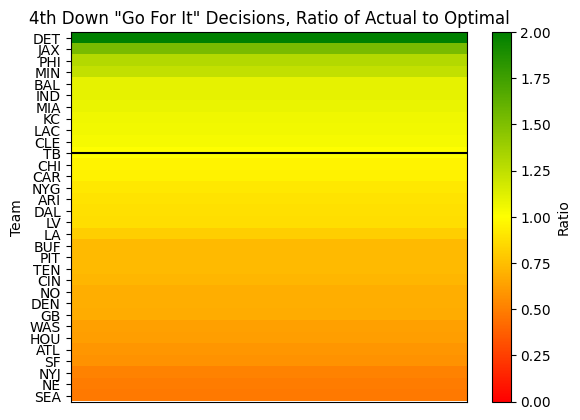 4th Down "Go For It" Decisions, Ratio of Actual to Optimal
DET
JAX
PHI
MIN
BAL
IND
MIA
KC
LAC
CLE
TB
CHI
CAR
NYG
ARI
DAL
LV
LA
BUF
PIT
TEN
CIN
NO
DEN
GB
WAS
HOU
ATL
SF
NYJ
NE
SEA
Team
2.00
1.75
1.50
1.25
1.00
0.75
0.50
0.25
0.00
Ratio